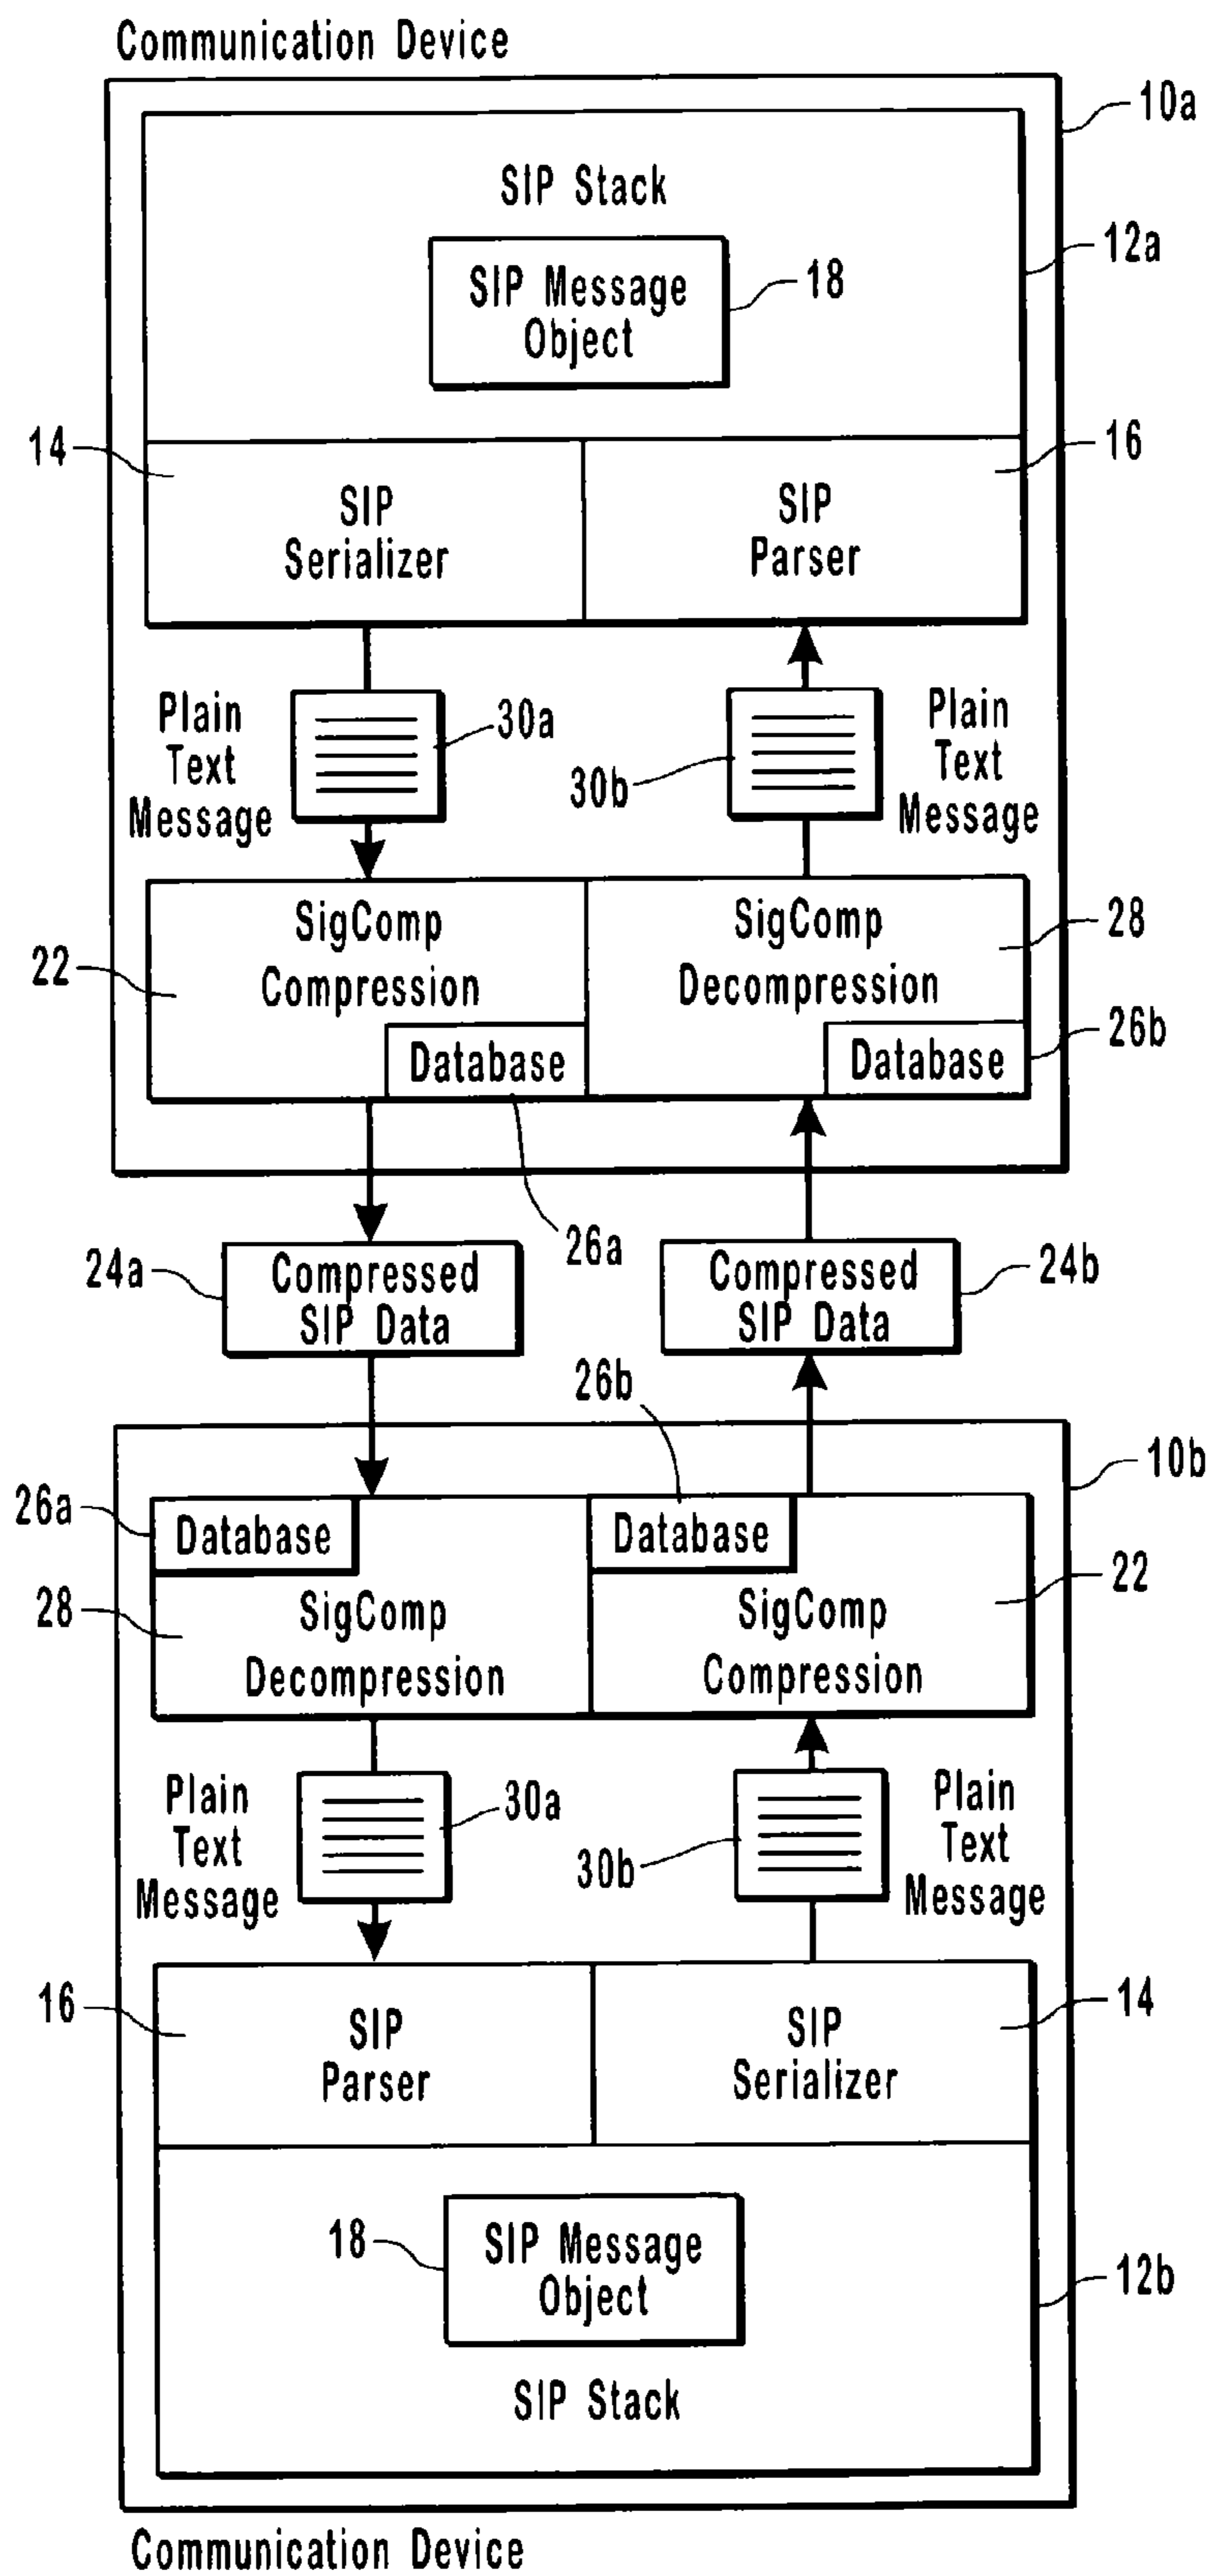 Communication Device
10a
SIP Stack
12a
SIP Message
Object
18
14
16
SIP
Serializer
SIP
Parser
Plain
Text
Message
30a
30b
Plain
Text
Message
SigComp
Compression
22
SigComp
Decompression
28
Database
Database
26b
26a
24a
Compressed
SIP Data
Compressed
SIP Data
24b
26b
10b
26a
Database
Database
28
SigComp
Decompression
SigComp
Compression
22
Plain
Text
Message
30a
30b
Plain
Text
Message
16
SIP
Parser
SIP
Serializer
14
18
SIP Message
Object
12b
SIP Stack
Communication Device